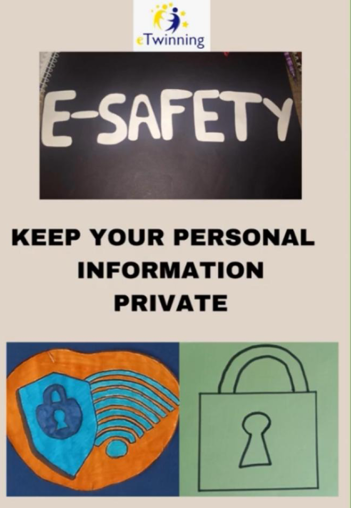 eTwinning
E-SAFETY
KEEP YOUR PERSONAL
INFORMATION
PRIVATE